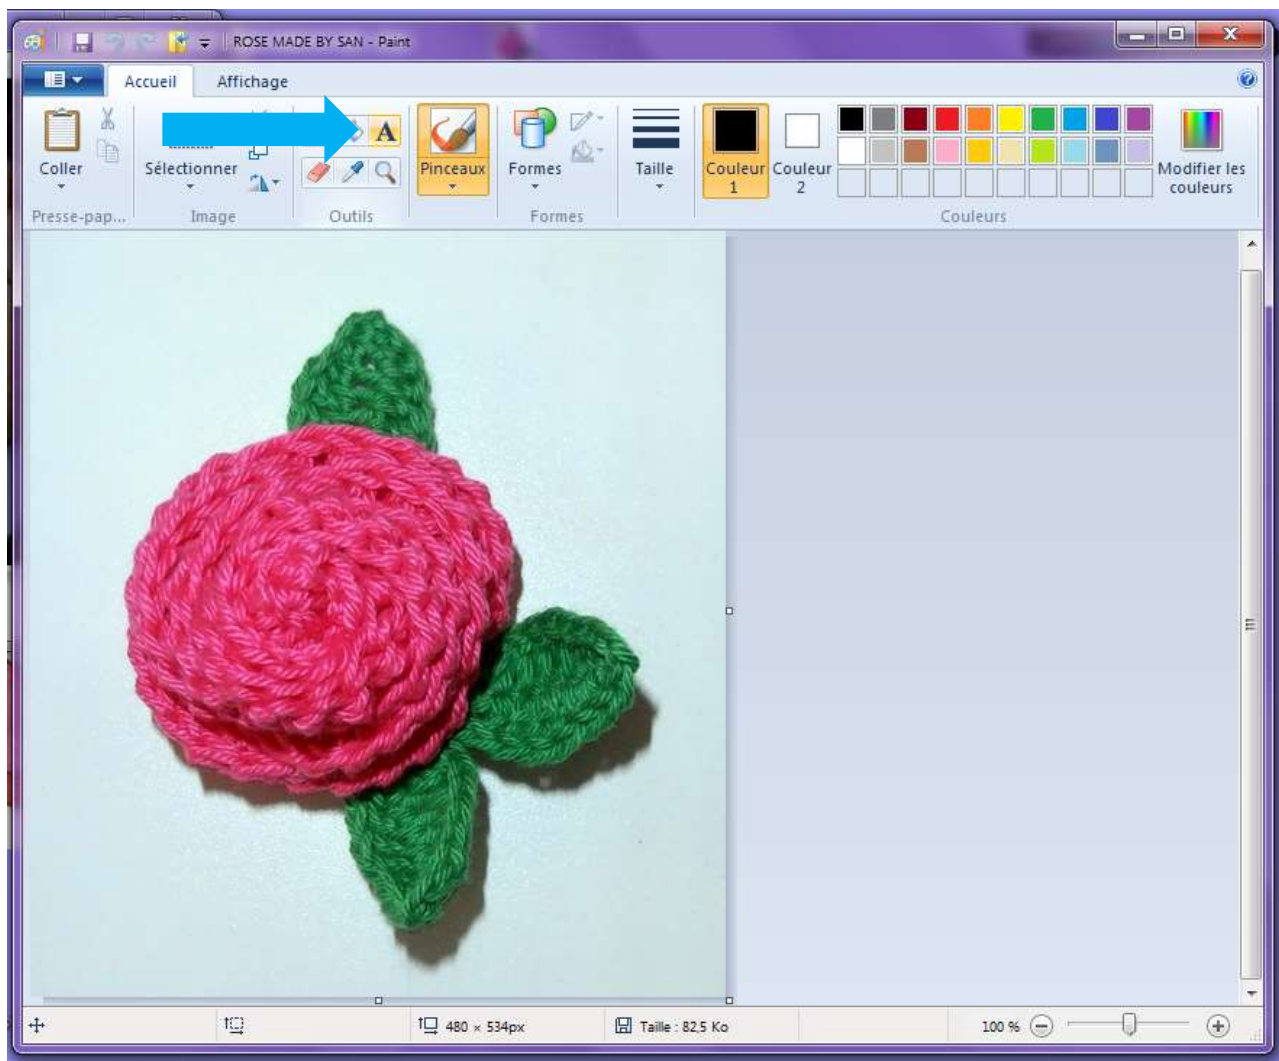 ROSE MADE BY SAN - Paint
Accueil Affichage
A
Coller Sélectionner Pinceaux Formes Taille Couleur 1 Couleur 2 Modifier les couleurs
Presse-pap... Image Outils Formes Couleurs
480 × 534px Taille : 82,5 Ko 100 %